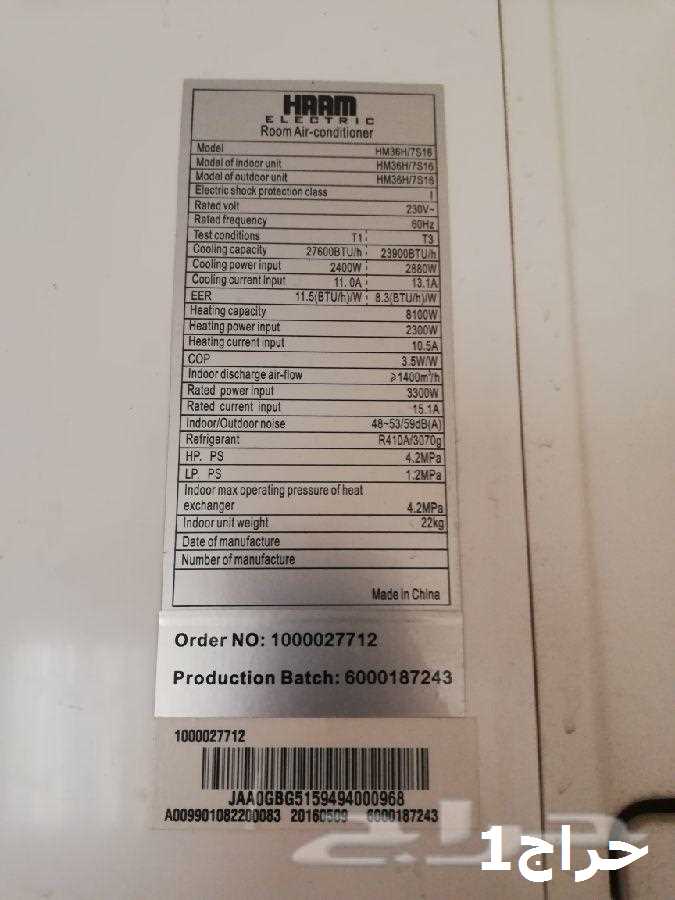 HAAM
ELECTRIC
Room Air-conditioner
Model HM36H/7S16
Model of indoor unit HM36H/7S16
Model of outdoor unit HM36H/7S16
Electric shock protection class I
Rated volt 230V~
Rated frequency 60Hz
Test conditions T1 T3
Cooling capacity 27600BTU/h 23900BTU/h
Cooling power input 2400W 2880W
Cooling current input 11.0A 13.1A
EER 11.5(BTU/h)/W 8.3(BTU/h)/W
Heating capacity 8100W
Heating power input 2300W
Heating current input 10.5A
COP 3.5W/W
Indoor discharge air-flow ≥1400m³/h
Rated power input 3300W
Rated current input 15.1A
Indoor/Outdoor noise 48~53/59dB(A)
Refrigerant R410A/3070g
HP. PS 4.2MPa
LP. PS 1.2MPa
Indoor max operating pressure of heat
exchanger 4.2MPa
Indoor unit weight 22kg
Date of manufacture
Number of manufacture
Made in China
Order NO: 1000027712
Production Batch: 6000187243
1000027712
JAA0GBG5159494000968
A009901082200083 20160509 6000187243
حراج
حراج1